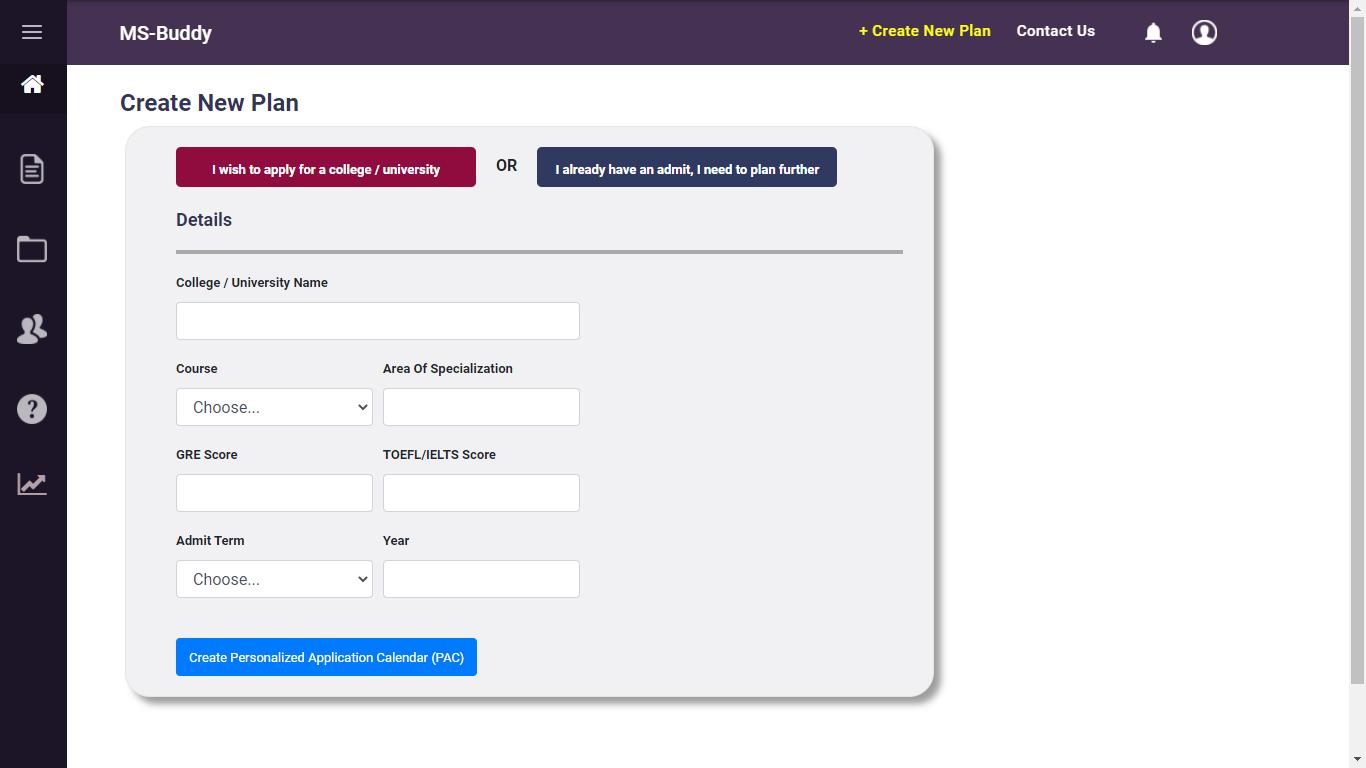 MS-Buddy
+ Create New Plan
Contact Us
Create New Plan
I wish to apply for a college / university
OR
I already have an admit, I need to plan further
Details
College / University Name
Course
Area Of Specialization
Choose...
GRE Score
TOEFL/IELTS Score
Admit Term
Year
Choose...
Create Personalized Application Calendar (PAC)